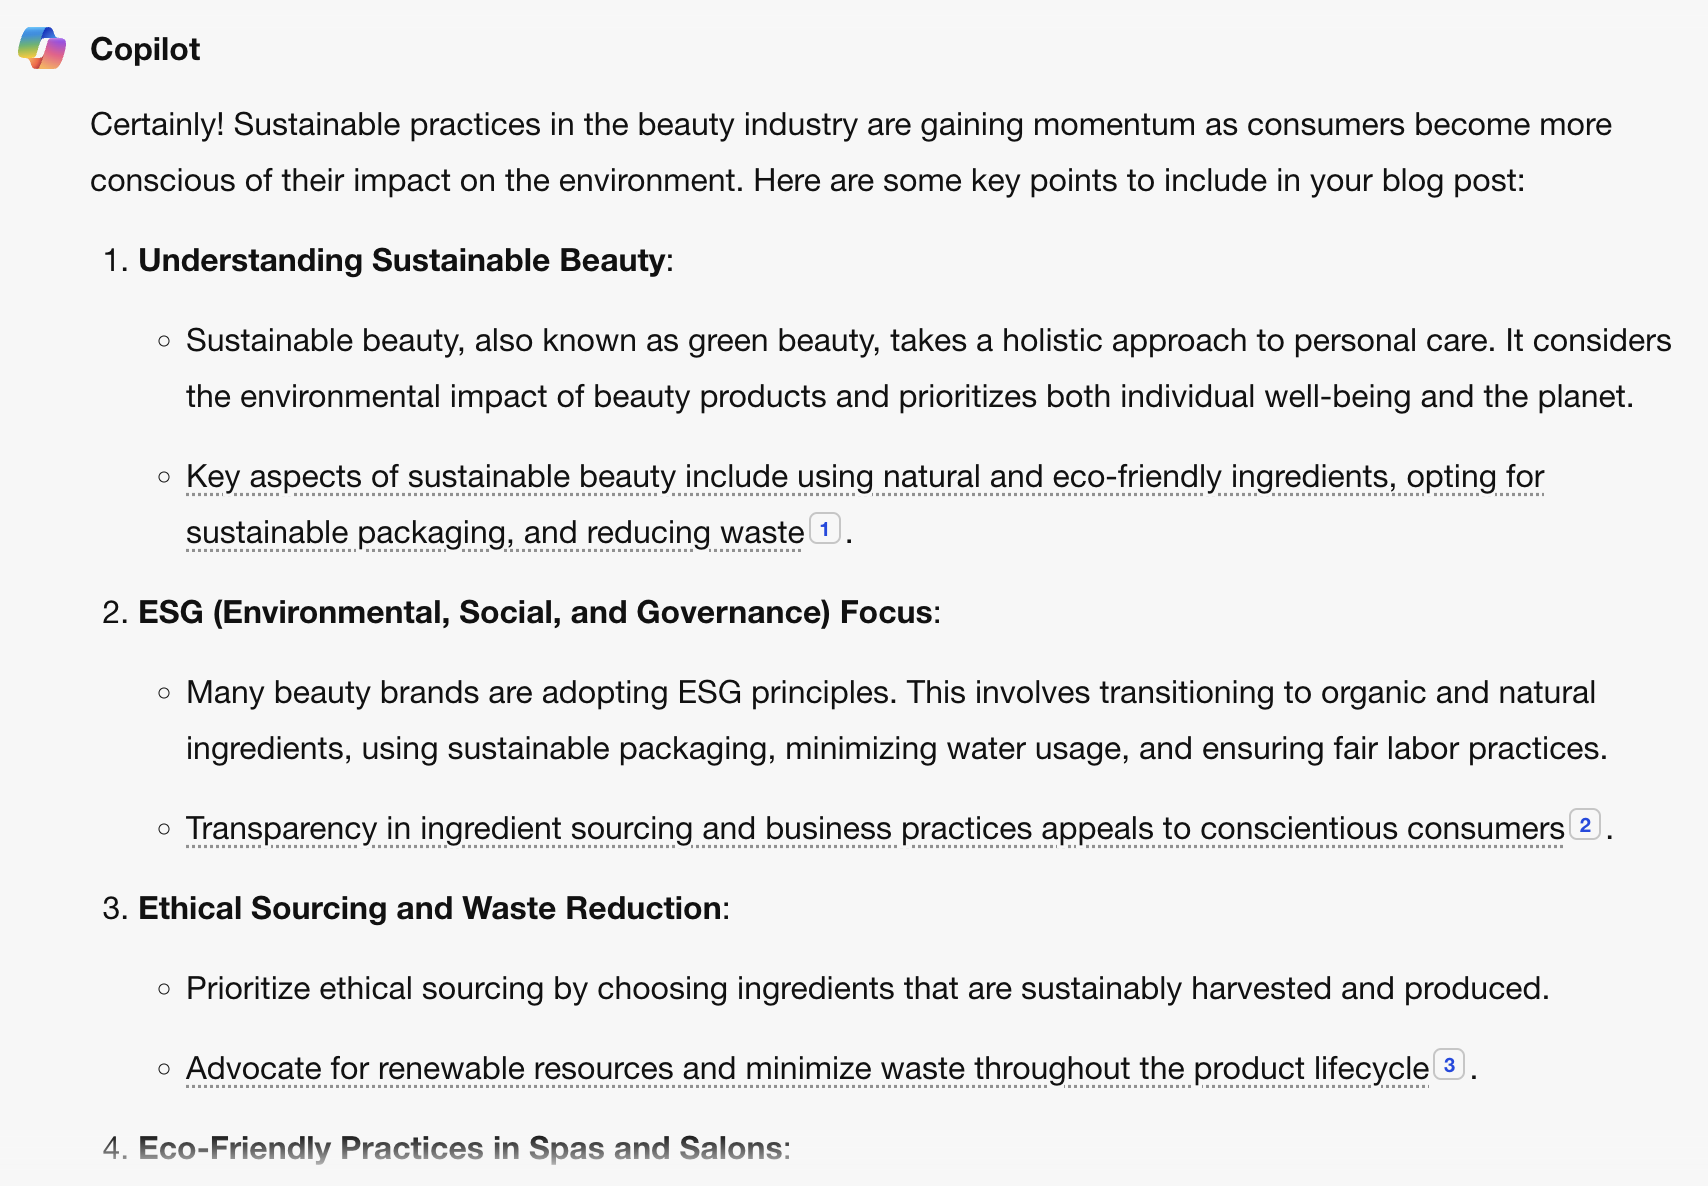 Copilot
Certainly! Sustainable practices in the beauty industry are gaining momentum as consumers become more
conscious of their impact on the environment. Here are some key points to include in your blog post:
1. Understanding Sustainable Beauty:
◦ Sustainable beauty, also known as green beauty, takes a holistic approach to personal care. It considers
the environmental impact of beauty products and prioritizes both individual well-being and the planet.
◦ Key aspects of sustainable beauty include using natural and eco-friendly ingredients, opting for
sustainable packaging, and reducing waste 1 .
2. ESG (Environmental, Social, and Governance) Focus:
◦ Many beauty brands are adopting ESG principles. This involves transitioning to organic and natural
ingredients, using sustainable packaging, minimizing water usage, and ensuring fair labor practices.
◦ Transparency in ingredient sourcing and business practices appeals to conscientious consumers 2 .
3. Ethical Sourcing and Waste Reduction:
◦ Prioritize ethical sourcing by choosing ingredients that are sustainably harvested and produced.
◦ Advocate for renewable resources and minimize waste throughout the product lifecycle 3 .
4. Eco-Friendly Practices in Spas and Salons: